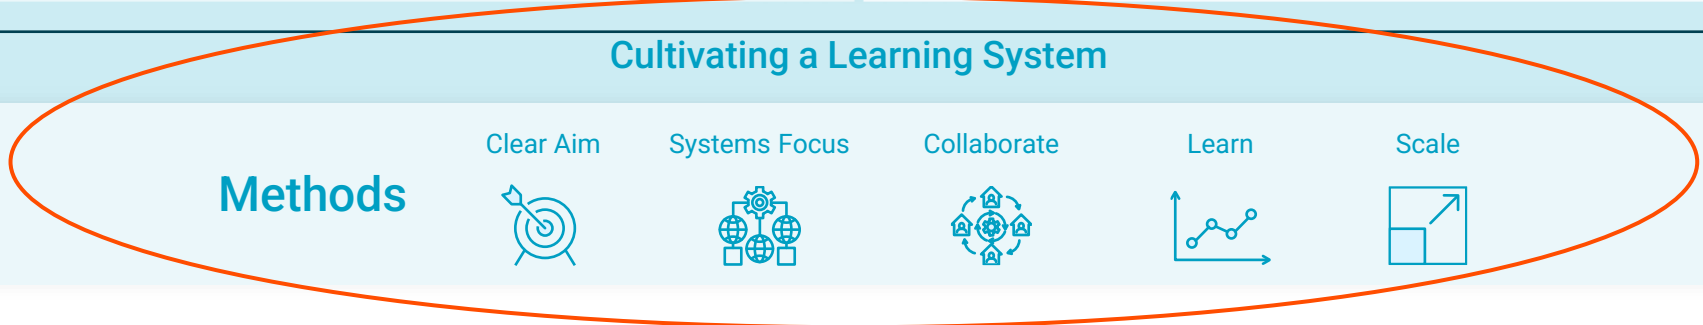 Cultivating a Learning System
Clear Aim
Systems Focus
Collaborate
Learn
Scale
Methods